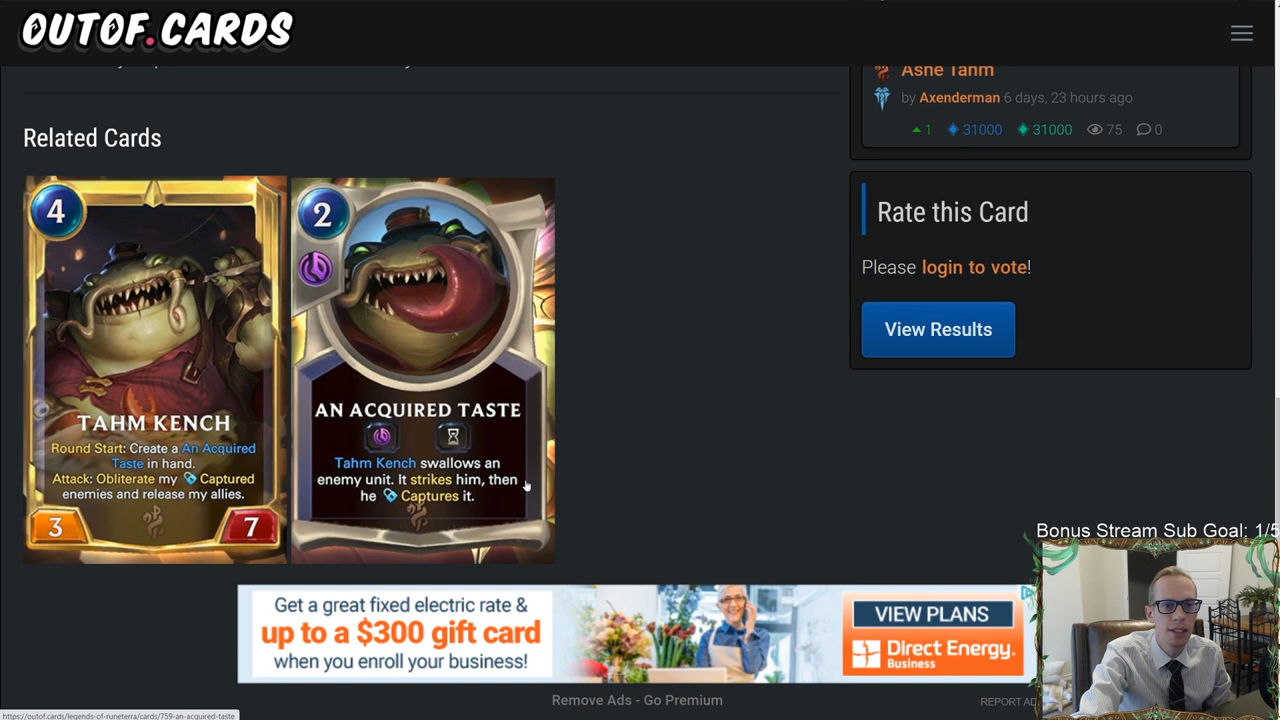 OUTOF.CARDS
Ashe Tahm
by Axenderman 6 days, 23 hours ago
1 31000 31000 75 0
Related Cards
Rate this Card
Please login to vote!
View Results
4
TAHM KENCH
Round Start: Create a An Acquired
Taste in hand.
Attack: Obliterate my Captured
enemies and release my allies.
3 7
2
AN ACQUIRED TASTE
Tahm Kench swallows an
enemy unit. It strikes him, then
he Captures it.
Bonus Stream Sub Goal: 1/5
Get a great fixed electric rate &
up to a $300 gift card
when you enroll your business!
VIEW PLANS
Direct Energy.
Business
Remove Ads - Go Premium
REPORT AD
https://outof.cards/legends-of-runeterra/cards/759-an-acquired-taste